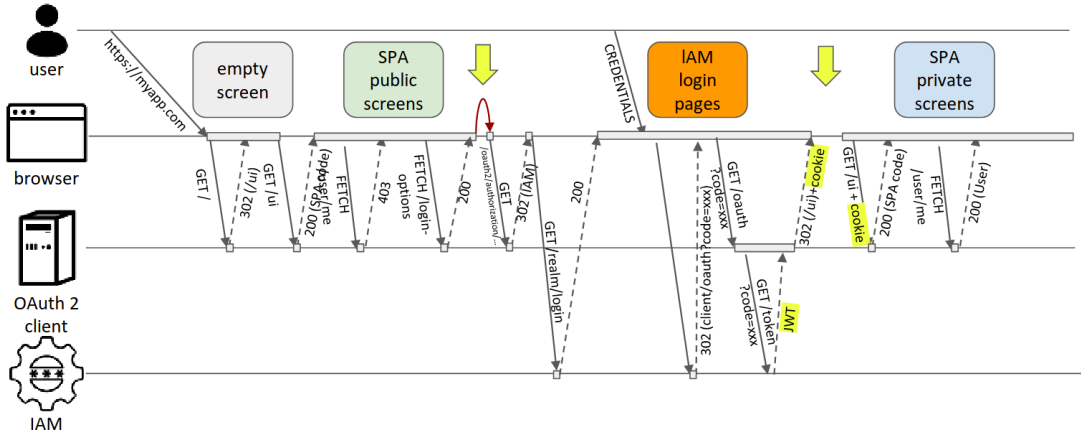 user
https://myapp.com
empty
screen
SPA
public
screens
CREDENTIALS
IAM
login
pages
SPA
private
screens
browser
GET /
302 (/ui)
GET /ui
200 (SPA code)
FETCH
/user/me
403
FETCH /login-
options
200
/oauth2/authorization/...
GET
302 (IAM)
GET /realm/login
200
302 (client/oauth?code=xxx)
GET /oauth
?code=xxx
302 (/ui)+cookie
GET /ui + cookie
200 (SPA code)
FETCH
/user/me
200 (User)
OAuth 2
client
GET /token
?code=xxx
JWT
IAM